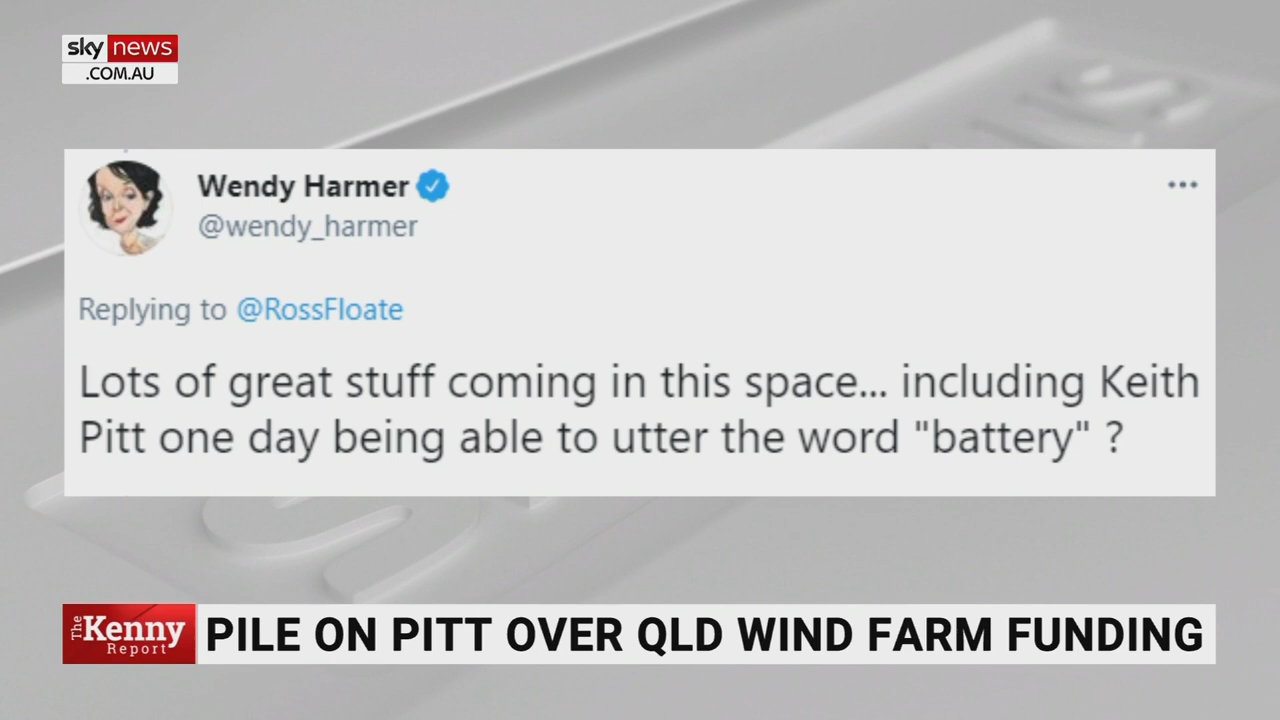 sky news
.COM.AU
Wendy Harmer
@wendy_harmer
Replying to @RossFloate
Lots of great stuff coming in this space... including Keith
Pitt one day being able to utter the word "battery" ?
The Kenny Report
PILE ON PITT OVER QLD WIND FARM FUNDING